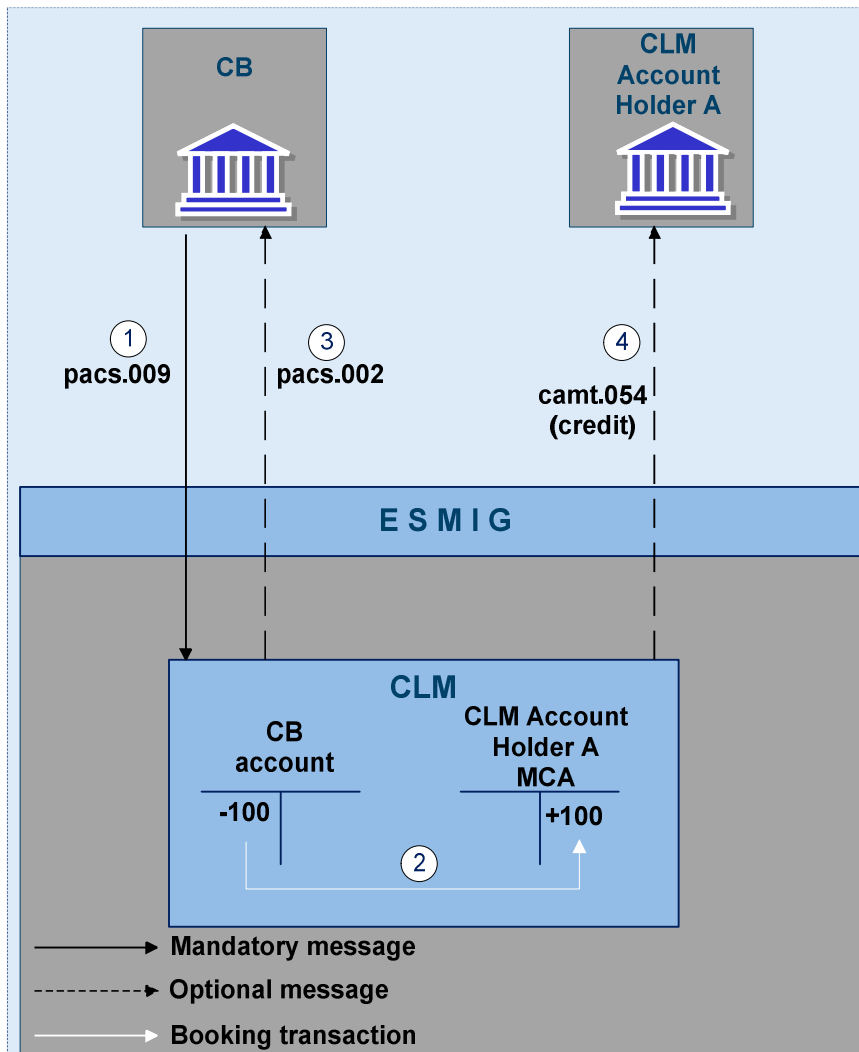 CB
CLM
Account
Holder A
1
pacs.009
3
pacs.002
4
camt.054
(credit)
E S M I G
CLM
CB
account
CLM Account
Holder A
MCA
-100
+100
2
Mandatory message
Optional message
Booking transaction